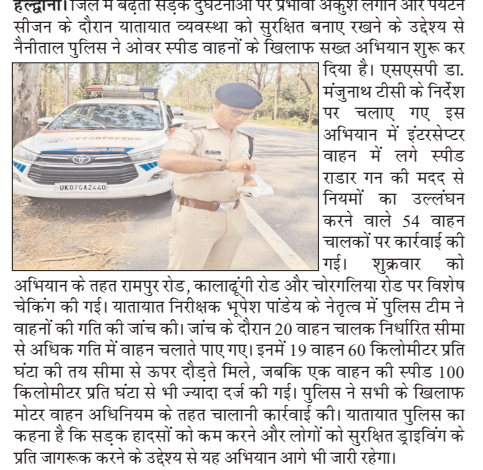 हल्द्वानी। जिले में बढ़ती सड़क दुर्घटनाओं पर प्रभावी अंकुश लगाने और पर्यटन
सीजन के दौरान यातायात व्यवस्था को सुरक्षित बनाए रखने के उद्देश्य से
नैनीताल पुलिस ने ओवर स्पीड वाहनों के खिलाफ सख्त अभियान शुरू कर
दिया है। एसएसपी डा.
मंजुनाथ टीसी के निर्देश
पर चलाए गए इस
अभियान में इंटरसेप्टर
वाहन में लगे स्पीड
राडार गन की मदद से
नियमों का उल्लंघन
करने वाले 54 वाहन
चालकों पर कार्रवाई की
गई। शुक्रवार को
अभियान के तहत रामपुर रोड, कालाढूंगी रोड और चोरगलिया रोड पर विशेष
चेकिंग की गई। यातायात निरीक्षक भूपेश पांडेय के नेतृत्व में पुलिस टीम ने
वाहनों की गति की जांच की। जांच के दौरान 20 वाहन चालक निर्धारित सीमा
से अधिक गति में वाहन चलाते पाए गए। इनमें 19 वाहन 60 किलोमीटर प्रति
घंटा की तय सीमा से ऊपर दौड़ते मिले, जबकि एक वाहन की स्पीड 100
किलोमीटर प्रति घंटा से भी ज्यादा दर्ज की गई। पुलिस ने सभी के खिलाफ
मोटर वाहन अधिनियम के तहत चालानी कार्रवाई की। यातायात पुलिस का
कहना है कि सड़क हादसों को कम करने और लोगों को सुरक्षित ड्राइविंग के
प्रति जागरूक करने के उद्देश्य से यह अभियान आगे भी जारी रहेगा।
INTERCEPTOR
UK07GA2440